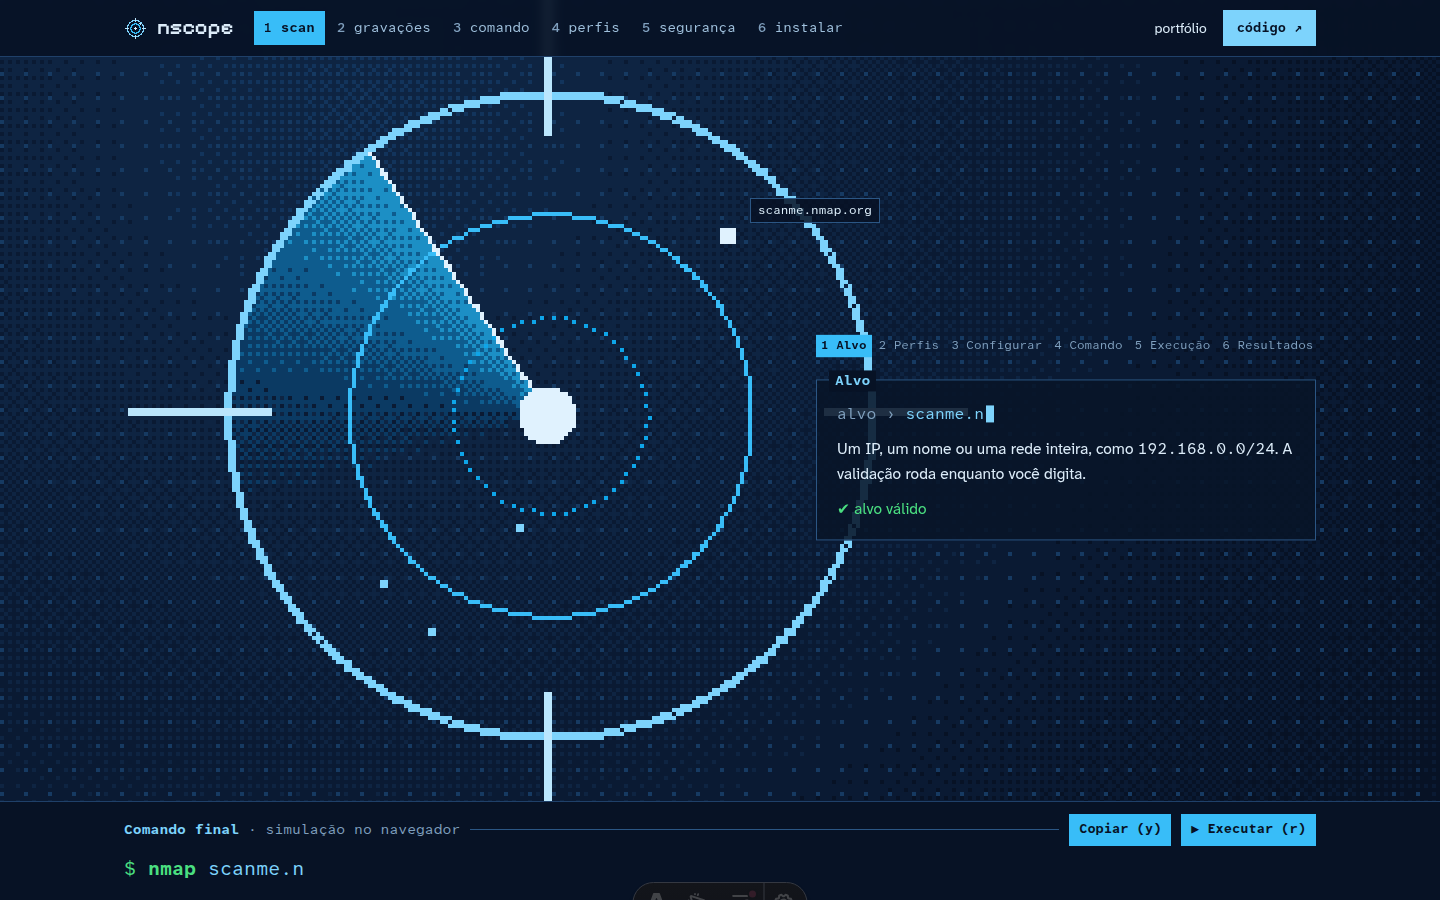 nscope 1 scan 2 gravações 3 comando 4 perfis 5 segurança 6 instalar portfólio código ↗
scanme.nmap.org
1 Alvo 2 Perfis 3 Configurar 4 Comando 5 Execução 6 Resultados
Alvo
alvo › scanme.n
Um IP, um nome ou uma rede inteira, como 192.168.0.0/24. A
validação roda enquanto você digita.
✔ alvo válido
Comando final · simulação no navegador Copiar (y) ▶ Executar (r)
$ nmap scanme.n